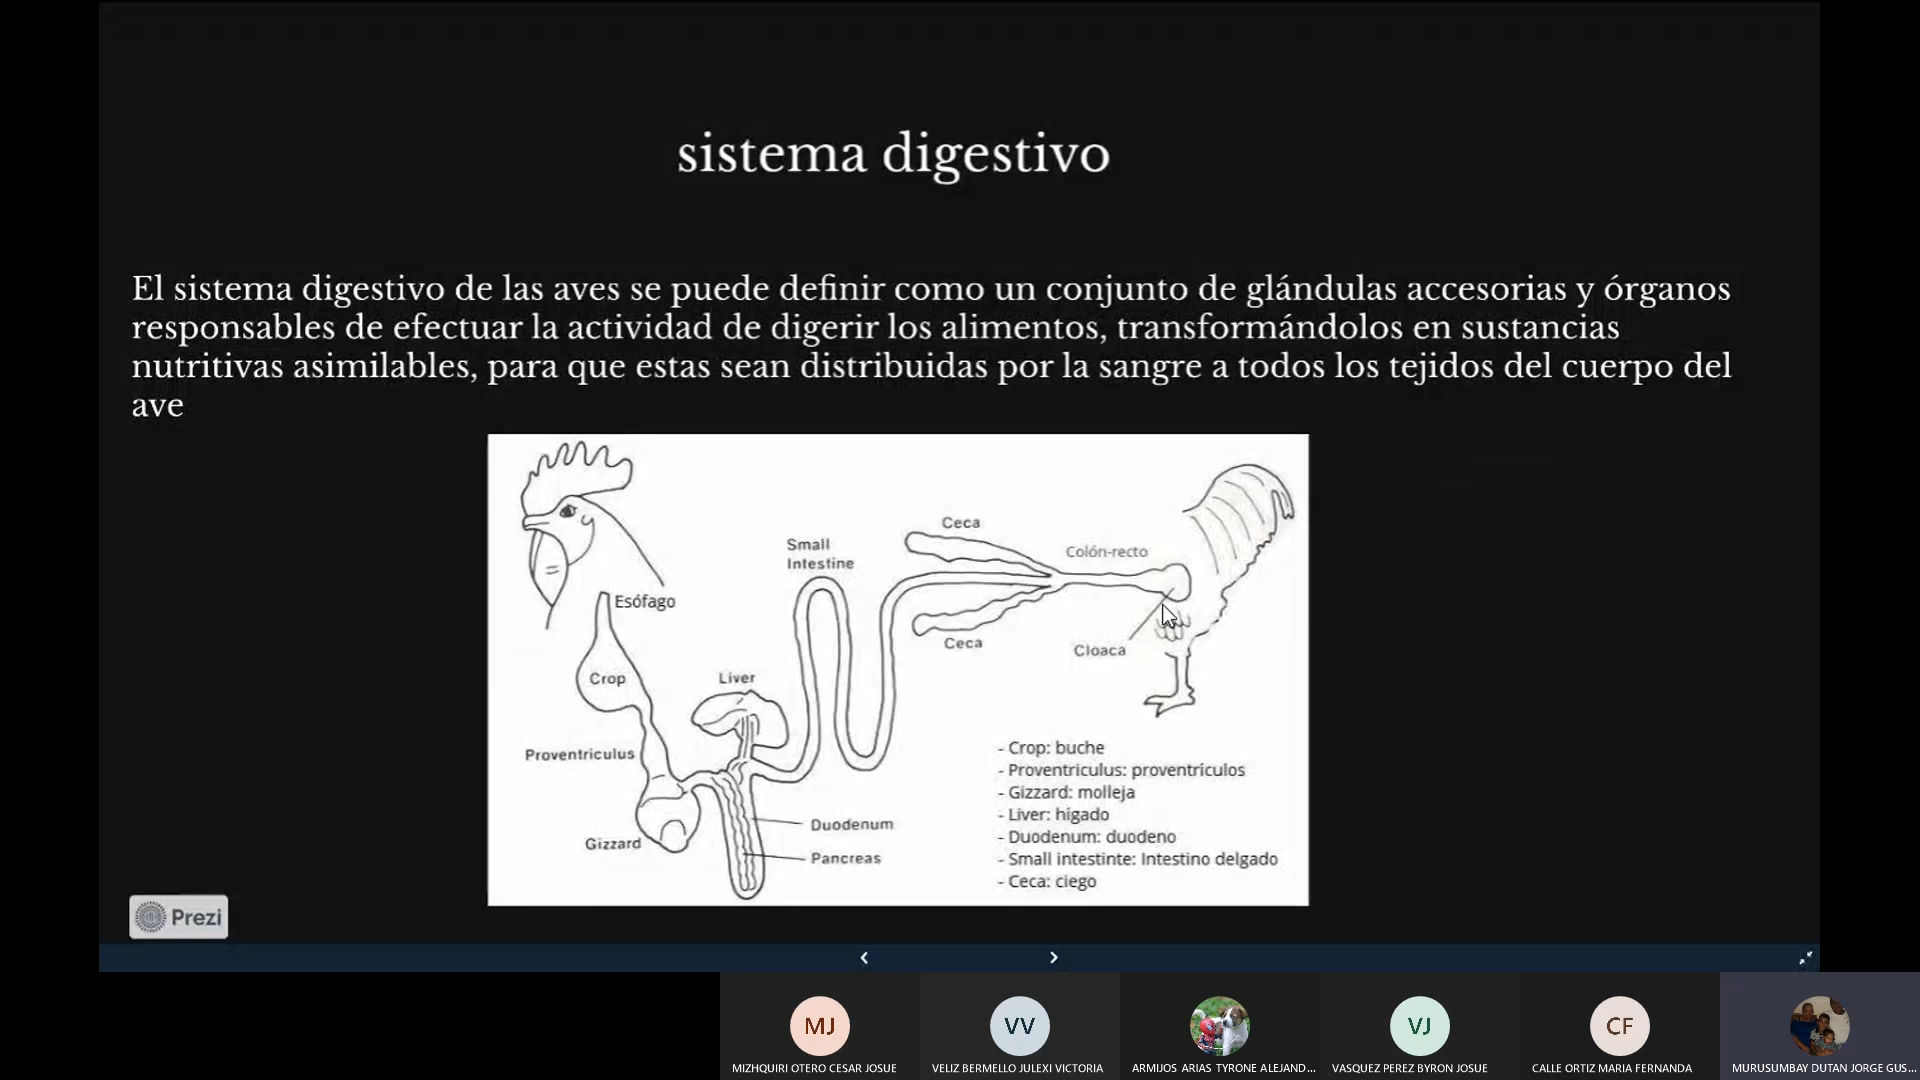 sistema digestivo
El sistema digestivo de las aves se puede definir como un conjunto de glándulas accesorias y órganos
responsables de efectuar la actividad de digerir los alimentos, transformándolos en sustancias
nutritivas asimilables, para que estas sean distribuidas por la sangre a todos los tejidos del cuerpo del
ave
Ceca
Small
Intestine
Colón-recto
Esófago
Ceca
Cloaca
Crop
Liver
Proventriculus
Duodenum
Gizzard
Pancreas
- Crop: buche
- Proventriculus: proventrículos
- Gizzard: molleja
- Liver: hígado
- Duodenum: duodeno
- Small intestinte: Intestino delgado
- Ceca: ciego
Prezi
MJ
VV
VJ
CF
MIZHQUIRI OTERO CESAR JOSUE
VELIZ BERMELLO JULEXI VICTORIA
ARMIJOS ARIAS TYRONE ALEJAND...
VASQUEZ PEREZ BYRON JOSUE
CALLE ORTIZ MARIA FERNANDA
MURUSUMBAY DUTAN JORGE GUS...